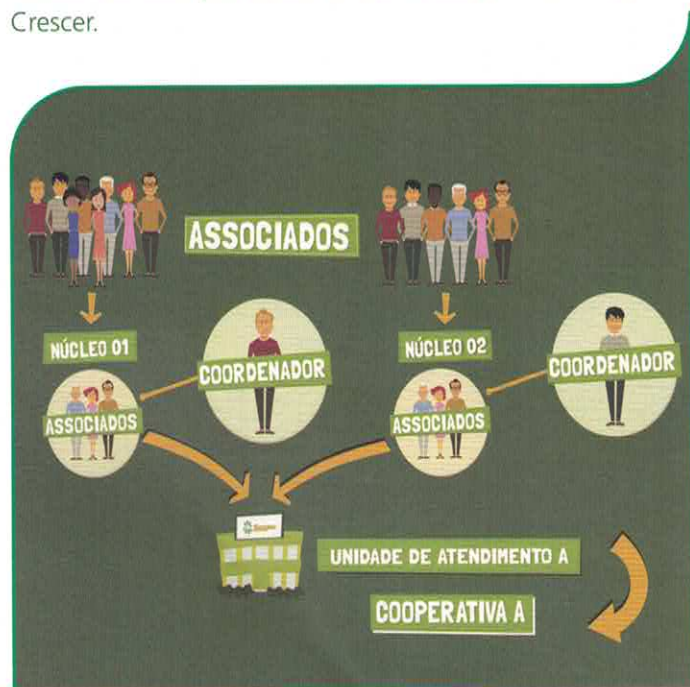 Crescer.
ASSOCIADOS
NÚCLEO 01
COORDENADOR
ASSOCIADOS
NÚCLEO 02
COORDENADOR
ASSOCIADOS
UNIDADE DE ATENDIMENTO A
COOPERATIVA A